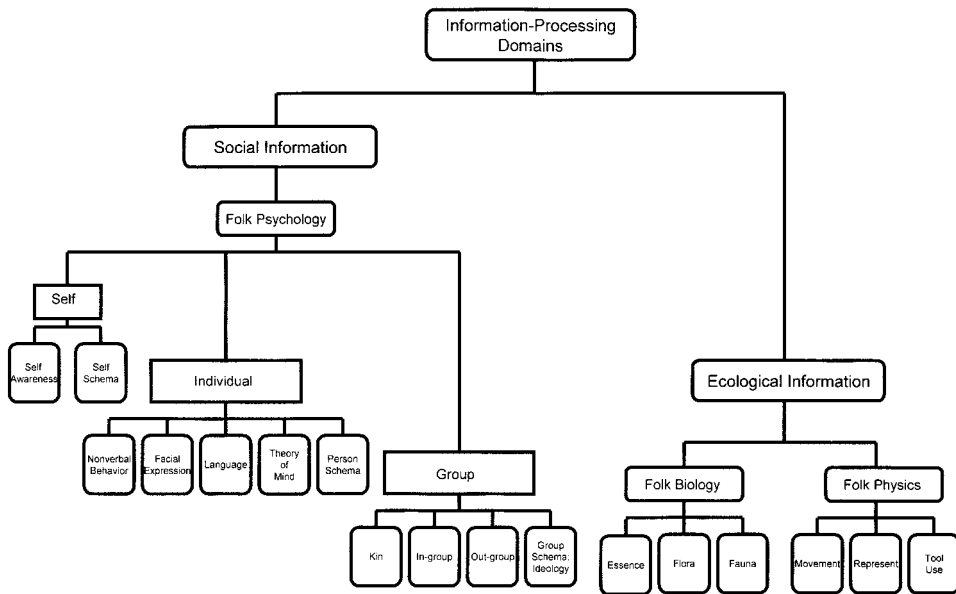 Information-Processing
Domains
Social Information
Folk Psychology
Self
Self
Awareness
Self
Schema
Individual
Nonverbal
Behavior
Facial
Expression
Language
Theory
of
Mind
Person
Schema
Group
Kin
In-group
Out-group
Group
Schema:
Ideology
Ecological Information
Folk Biology
Essence
Flora
Fauna
Folk Physics
Movement
Represent
Tool
Use